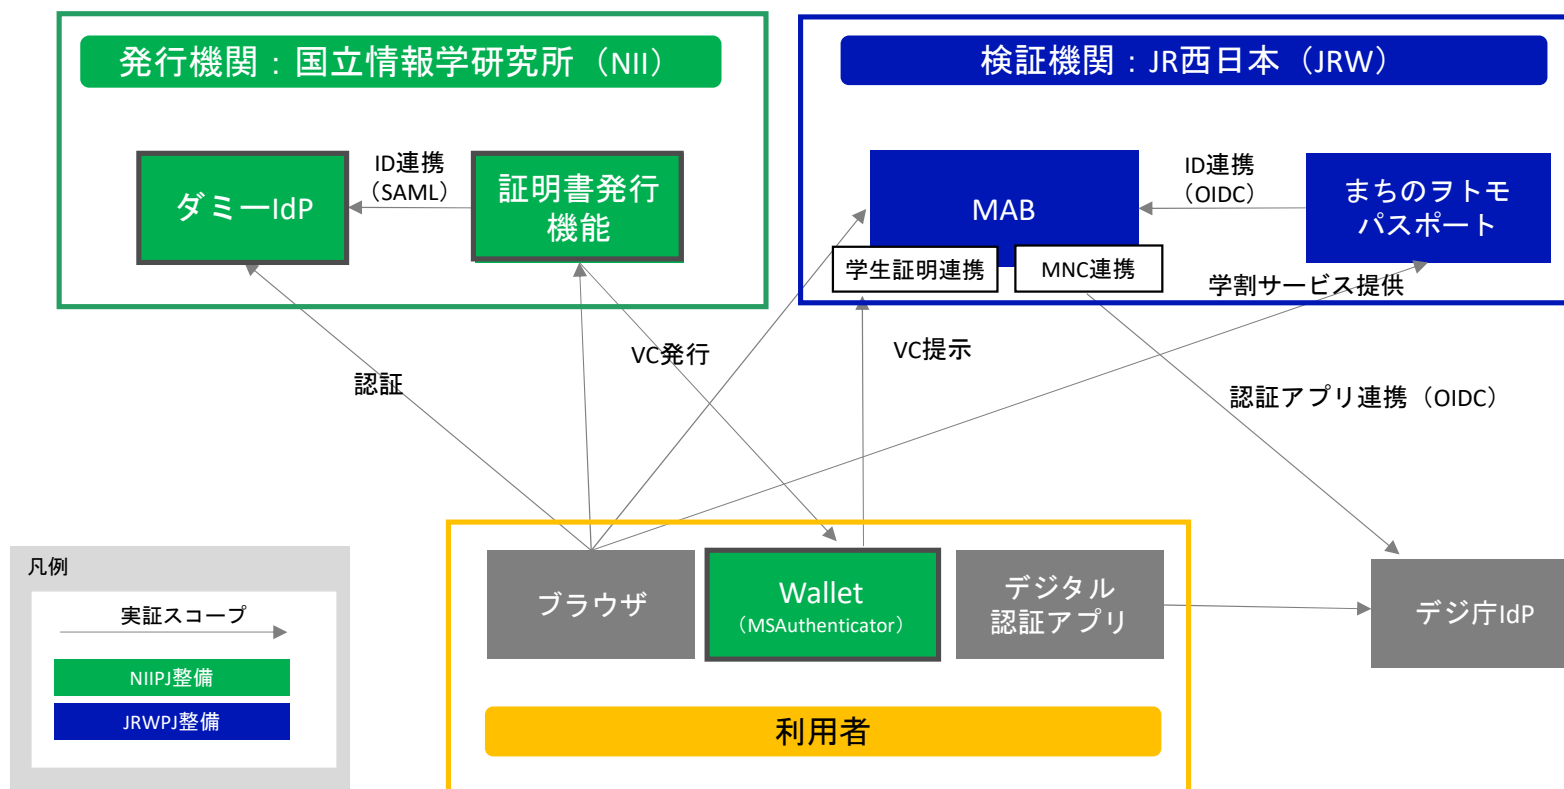 発行機関：国立情報学研究所（NII）
検証機関：JR西日本（JRW）
ダミーIdP
ID連携
（SAML）
証明書発行
機能
MAB
ID連携
（OIDC）
まちのヲトモ
パスポート
学生証明連携
MNC連携
学割サービス提供
VC発行
VC提示
認証
認証アプリ連携（OIDC）
凡例
実証スコープ
NIIPJ整備
JRWPJ整備
ブラウザ
Wallet
（MSAuthenticator）
デジタル
認証アプリ
デジ庁IdP
利用者